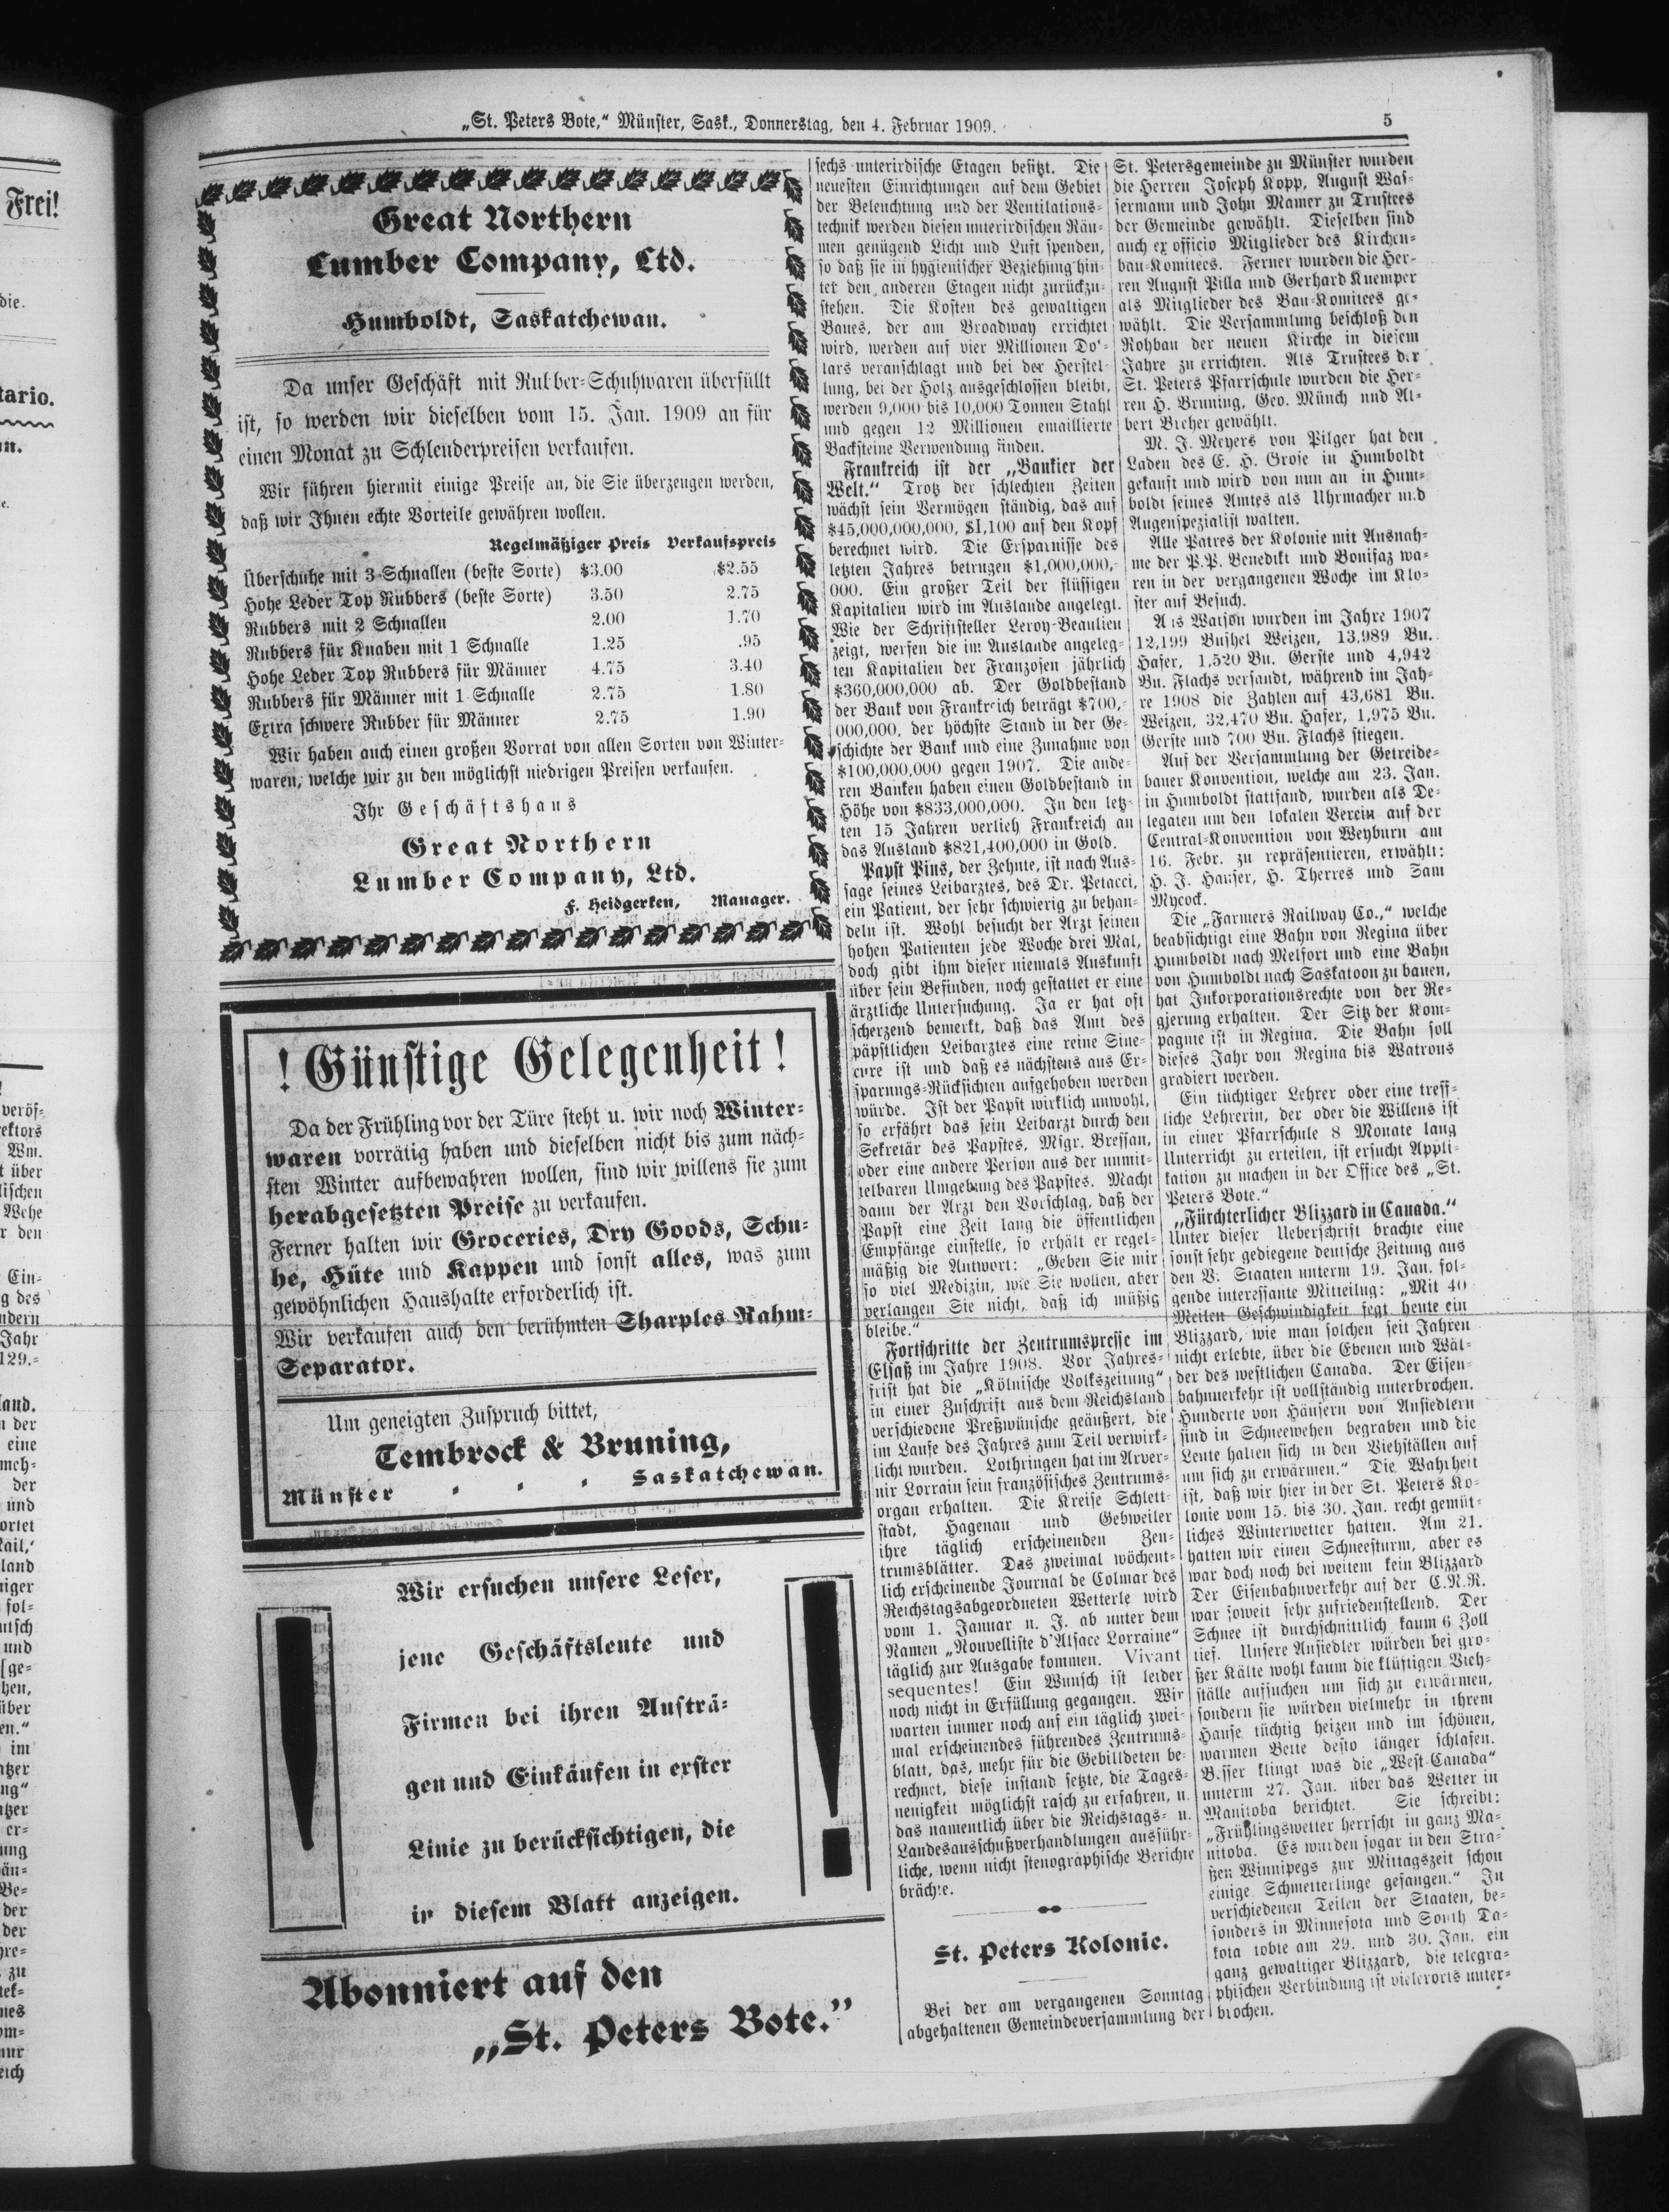 „St. Peters Bote,“ Münster, Sask., Donnerstag, den 4. Februar 1909.
5
Great Northern
Lumber Company, Ltd.
Humboldt, Saskatchewan.
Da unser Geschäft mit Rubber-Schuhwaren überfüllt
ist, so werden wir dieselben vom 15. Jan. 1909 an für
einen Monat zu Schleuderpreisen verkaufen.
Wir führen hiermit einige Preise an, die Sie überzeugen werden,
daß wir Ihnen echte Vorteile gewähren wollen.
Regelmäßiger Preis Verkaufspreis
Überschuhe mit 3 Schnallen (beste Sorte) $3.00 $2.55
Hohe Leder Top Rubbers (beste Sorte) 3.50 2.75
Rubbers mit 2 Schnallen 2.00 1.70
Rubbers für Knaben mit 1 Schnalle 1.25 .95
Hohe Leder Top Rubbers für Männer 4.75 3.40
Rubbers für Männer mit 1 Schnalle 2.75 1.80
Extra schwere Rubber für Männer 2.75 1.90
Wir haben auch einen großen Vorrat von allen Sorten von Winter-
waren, welche wir zu den möglichst niedrigen Preisen verkaufen.
Ihr Geschäftshaus
Great Northern
Lumber Company, Ltd.
F. Heidgerken, Manager.
! Günstige Gelegenheit !
Da der Frühling vor der Türe steht u. wir noch Winter-
waren vorrätig haben und dieselben nicht bis zum näch-
sten Winter aufbewahren wollen, sind wir willens sie zum
herabgesetzten Preise zu verkaufen.
Ferner halten wir Groceries, Dry Goods, Schu-
he, Hüte und Kappen und sonst alles, was zum
gewöhnlichen Haushalte erforderlich ist.
Wir verkaufen auch den berühmten Sharples Rahm-
Separator.
Um geneigten Zuspruch bittet,
Tembrock & Bruning,
Münster . . . Saskatchewan.
Wir ersuchen unsere Leser,
jene Geschäftsleute und
Firmen bei ihren Aufträ-
gen und Einkäufen in erster
Linie zu berücksichtigen, die
in diesem Blatt anzeigen.
Abonniert auf den
„St. Peters Bote.”
sechs unterirdische Etagen besitzt. Die
neuesten Einrichtungen auf dem Gebiet
der Beleuchtung und der Ventilations-
technik werden diesen unterirdischen Räu-
men genügend Licht und Luft spenden,
so daß sie in hygienischer Beziehung hin-
ter den anderen Etagen nicht zurückzu-
stehen. Die Kosten des gewaltigen
Baues, der am Broadway errichtet
wird, werden auf vier Millionen Do'-
lars veranschlagt und bei der Herstel-
lung, bei der Holz ausgeschlossen bleibt,
werden 9,000 bis 10,000 Tonnen Stahl
und gegen 12 Millionen emaillierte
Backsteine Verwendung finden.
Frankreich ist der „Bankier der
Welt.“ Trotz der schlechten Zeiten
wächst sein Vermögen ständig, das auf
$45,000,000,000, $1,100 auf den Kopf
berechnet wird. Die Ersparnisse des
letzten Jahres betrugen $1,000,000,-
000. Ein großer Teil der flüssigen
Kapitalien wird im Auslande angelegt.
Wie der Schriftsteller Leroy-Beaulieu
zeigt, werfen die im Auslande angeleg-
ten Kapitalien der Franzosen jährlich
$360,000,000 ab. Der Goldbestand
der Bank von Frankreich beträgt $700,-
000,000, der höchste Stand in der Ge-
schichte der Bank und eine Zunahme von
$100,000,000 gegen 1907. Die ande-
ren Banken haben einen Goldbestand in
Höhe von $833,000,000. In den letz-
ten 15 Jahren verlieh Frankreich an
das Ausland $821,400,000 in Gold.
Papst Pius, der Zehnte, ist nach Aus-
sage seines Leibarztes, des Dr. Petacci,
ein Patient, der sehr schwierig zu behan-
deln ist. Wohl besucht der Arzt seinen
hohen Patienten jede Woche drei Mal,
doch gibt ihm dieser niemals Auskunft
über sein Befinden, noch gestattet er eine
ärztliche Untersuchung. Ja er hat oft
scherzend bemerkt, daß das Amt des
päpstlichen Leibarztes eine reine Sine-
cure ist und daß es nächstens aus Er-
sparnngs-Rücksichten aufgehoben werden
würde. Ist der Papst wirklich unwohl,
so erfährt das sein Leibarzt durch den
Sekretär des Papstes, Msgr. Bressan,
oder eine andere Person aus der unmit-
telbaren Umgebung des Papstes. Macht
dann der Arzt den Vorschlag, daß der
Papst eine Zeit lang die öffentlichen
Empfänge einstelle, so erhält er regel-
mäßig die Antwort: „Geben Sie mir
so viel Medizin, wie Sie wollen, aber
verlangen Sie nicht, daß ich müßig
bleibe.“
Fortschritte der Zentrumspresse im
Elsaß im Jahre 1908. Vor Jahres-
frist hat die „Kölnische Volkszeitung“
in einer Zuschrift aus dem Reichsland
verschiedene Preßwünsche geäußert, die
im Laufe des Jahres zum Teil verwirk-
licht wurden. Lothringen hat im Arver-
nir Lorrain sein französisches Zentrums-
organ erhalten. Die Kreise Schlett-
stadt, Hagenau und Gebweiler
ihre täglich erscheinenden Zen-
trumsblätter. Das zweimal wöchent-
lich erscheinende Journal de Colmar des
Reichstagsabgeordneten Wetterle wird
vom 1. Januar n. J. ab unter dem
Namen „Nouvelliste d'Alsace Lorraine“
täglich zur Ausgabe kommen. Vivant
sequentes! Ein Wunsch ist leider
noch nicht in Erfüllung gegangen. Wir
warten immer noch auf ein täglich zwei-
mal erscheinendes führendes Zentrums-
blatt, das, mehr für die Gebilldeten be-
rechnet, diese instand setzte, die Tages-
neuigkeit möglichst rasch zu erfahren, u.
das namentlich über die Reichstags- u.
Landesausschußverhandlungen ausführ-
liche, wenn nicht stenographische Berichte
brächte.
St. Peters Kolonie.
Bei der am vergangenen Sonntag
abgehaltenen Gemeindeversammlung der
St. Petersgemeinde zu Münster wurden
die Herren Joseph Kopp, August Was-
sermann und John Mamer zu Trustees
der Gemeinde gewählt. Dieselben sind
auch ex officio Mitglieder des Kirchen-
bau-Komitees. Ferner wurden die Her-
ren August Pilla und Gerhard Kuemper
als Mitglieder des Bau-Komitees ge-
wählt. Die Versammlung beschloß den
Rohbau der neuen Kirche in diesem
Jahre zu errichten. Als Trustees der
St. Peters Pfarrschule wurden die Her-
ren H. Bruning, Geo. Münch und Al-
bert Breher gewählt.
M. J. Meyers von Pilger hat den
Laden des E. H. Grose in Humboldt
gekauft und wird von nun an in Hum-
boldt seines Amtes als Uhrmacher und
Augenspezialist walten.
Alle Patres der Kolonie mit Ausnah-
me der P.P. Benedikt und Bonifaz wa-
ren in der vergangenen Woche im Klo-
ster auf Besuch.
Aus Watson wurden im Jahre 1907
12,199 Bushel Weizen, 13,989 Bu.
Hafer, 1,520 Bu. Gerste und 4,942
Bu. Flachs versandt, während im Jah-
re 1908 die Zahlen auf 43,681 Bu.
Weizen, 32,470 Bu. Hafer, 1,975 Bu.
Gerste und 700 Bu. Flachs stiegen.
Auf der Versammlung der Getreide-
bauer Konvention, welche am 23. Jan.
in Humboldt stattfand, wurden als De-
legaten um den lokalen Verein auf der
Central-Konvention von Weyburn am
16. Febr. zu repräsentieren, erwählt:
H. J. Hauser, H. Therres und Sam
Mycock.
Die „Farmers Railway Co.,“ welche
beabsichtigt eine Bahn von Regina über
Humboldt nach Melfort und eine Bahn
von Humboldt nach Saskatoon zu bauen,
hat Inkorporationsrechte von der Re-
gierung erhalten. Der Sitz der Kom-
pagnie ist in Regina. Die Bahn soll
dieses Jahr von Regina bis Watrous
gradiert werden.
Ein tüchtiger Lehrer oder eine treff-
liche Lehrerin, der oder die Willens ist
in einer Pfarrschule 8 Monate lang
Unterricht zu erteilen, ist ersucht Appli-
kation zu machen in der Office des „St.
Peters Bote.“
„Fürchterlicher Blizzard in Canada.“
Unter dieser Ueberschrift brachte eine
sonst sehr gediegene deutsche Zeitung aus
den V. Staaten unterm 19. Jan. fol-
gende interessante Mitteilug: „Mit 40
Meilen Geschwindigkeit fegt heute ein
Blizzard, wie man solchen seit Jahren
nicht erlebte, über die Ebenen und Wäl-
der des westlichen Canada. Der Eisen-
bahnverkehr ist vollständig unterbrochen.
Hunderte von Häusern von Ansiedlern
sind in Schneewehen begraben und die
Leute halten sich in den Viehställen auf
um sich zu erwärmen.“ Die Wahrheit
ist, daß wir hier in der St. Peters Ko-
lonie vom 15. bis 30. Jan. recht gemüt-
liches Winterwetter hatten. Am 21.
hatten wir einen Schneesturm, aber es
war doch noch bei weitem kein Blizzard
Der Eisenbahnverkehr auf der C.N.R.
war soweit sehr zufriedenstellend. Der
Schnee ist durchschnittlich kaum 6 Zoll
tief. Unsere Ansiedler würden bei gro-
ßer Kälte wohl kaum die klüftigen Vieh-
ställe aufsuchen um sich zu erwärmen,
sondern sie würden vielmehr in ihrem
Hause tüchtig heizen und im schönen,
warmen Bette desto länger schlafen.
Besser klingt was die „West-Canada“
unterm 27. Jan. über das Wetter in
Manitoba berichtet. Sie schreibt:
„Frühlingswetter herrscht in ganz Ma-
nitoba. Es wurden sogar in den Stra-
ßen Winnipegs zur Mittagszeit schon
einige Schmetterlinge gefangen.“ In
verschiedenen Teilen der Staaten, be-
sonders in Minnesota und South Da-
kota tobte am 29. und 30. Jan. ein
ganz gewaltiger Blizzard, die telegra-
phischen Verbindung ist vielerorts unter-
brochen.